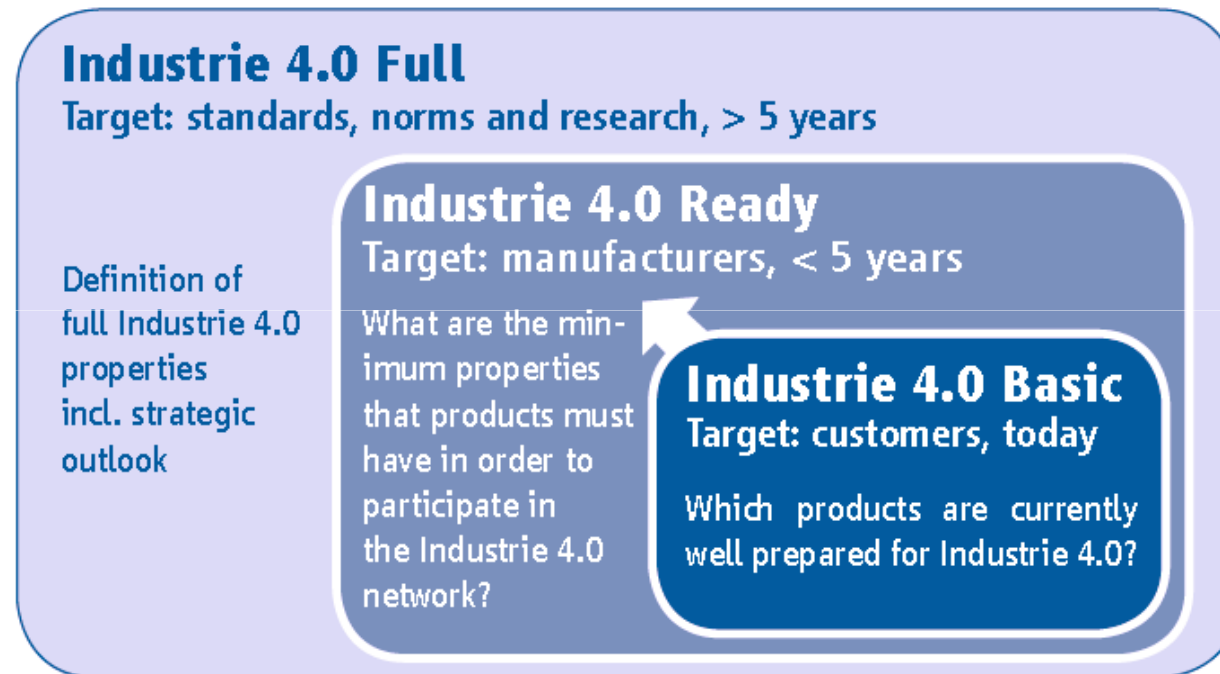 Industrie 4.0 Full
Target: standards, norms and research, > 5 years
Definition of
full Industrie 4.0
properties
incl. strategic
outlook
Industrie 4.0 Ready
Target: manufacturers, < 5 years
What are the min-
imum properties
that products must
have in order to
participate in
the Industrie 4.0
network?
Industrie 4.0 Basic
Target: customers, today
Which products are currently
well prepared for Industrie 4.0?